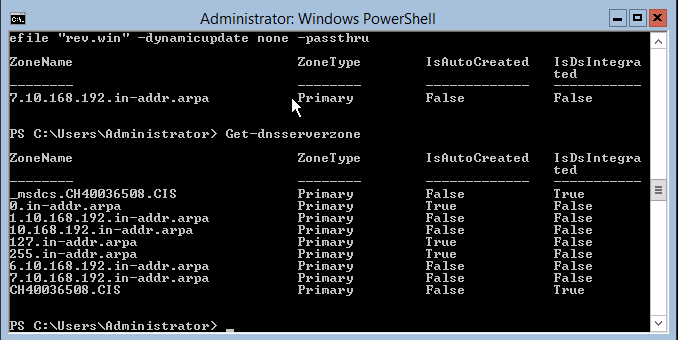 Administrator: Windows PowerShell
efile "rev.win" -dynamicupdate none -passthru
ZoneName ZoneType IsAutoCreated IsDsIntegra
ted
-------- -------- ------------- -----------
7.10.168.192.in-addr.arpa Primary False False
PS C:\Users\Administrator> Get-dnsserverzone
ZoneName ZoneType IsAutoCreated IsDsIntegra
ted
-------- -------- ------------- -----------
_msdcs.CH40036508.CIS Primary False True
0.in-addr.arpa Primary True False
1.10.168.192.in-addr.arpa Primary False False
10.168.192.in-addr.arpa Primary False False
127.in-addr.arpa Primary True False
255.in-addr.arpa Primary True False
6.10.168.192.in-addr.arpa Primary False False
7.10.168.192.in-addr.arpa Primary False False
CH40036508.CIS Primary False True
PS C:\Users\Administrator> _